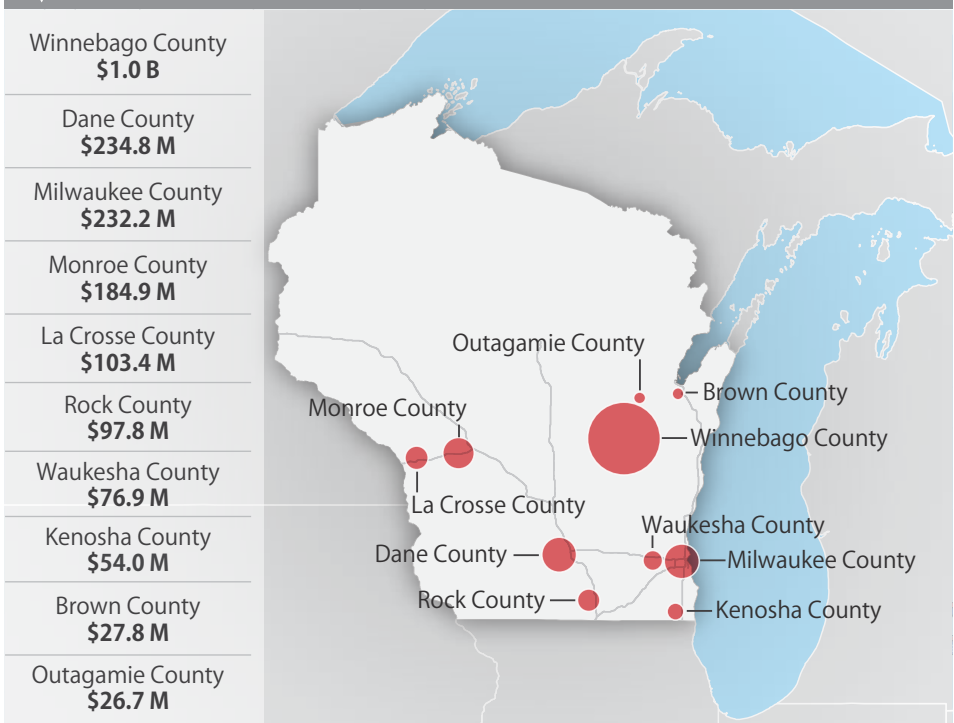 Winnebago County
$1.0 B
Dane County
$234.8 M
Milwaukee County
$232.2 M
Monroe County
$184.9 M
La Crosse County
$103.4 M
Rock County
$97.8 M
Waukesha County
$76.9 M
Kenosha County
$54.0 M
Brown County
$27.8 M
Outagamie County
$26.7 M
Outagamie County
Brown County
Monroe County
Winnebago County
La Crosse County
Waukesha County
Dane County
Milwaukee County
Rock County
Kenosha County